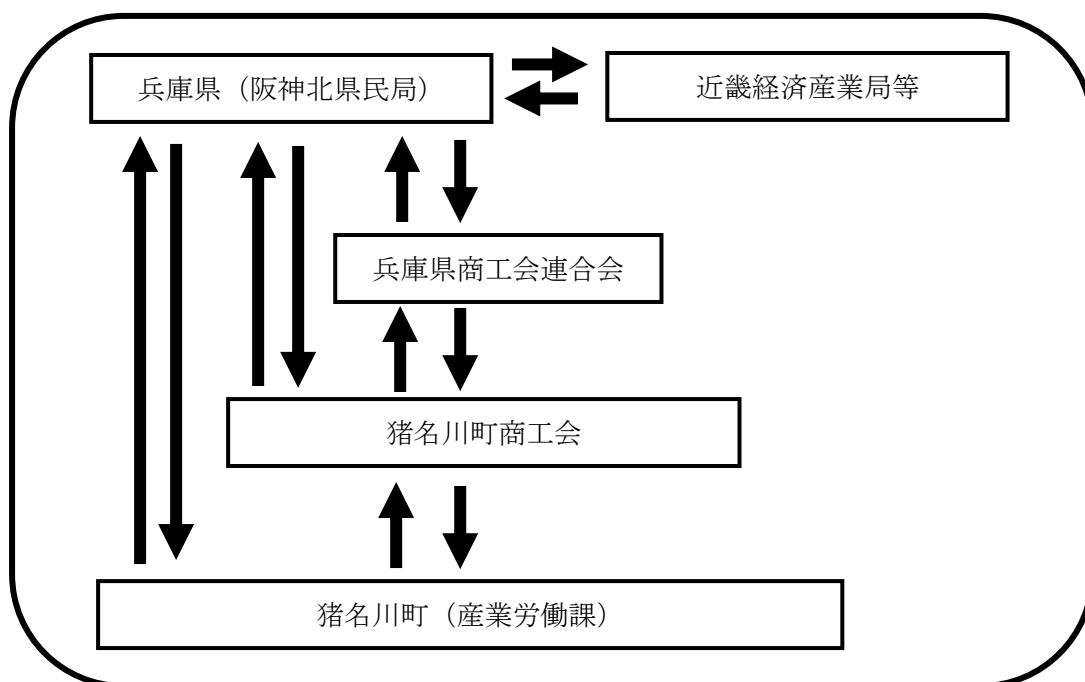 兵庫県（阪神北県民局）
近畿経済産業局等
兵庫県商工会連合会
猪名川町商工会
猪名川町（産業労働課）